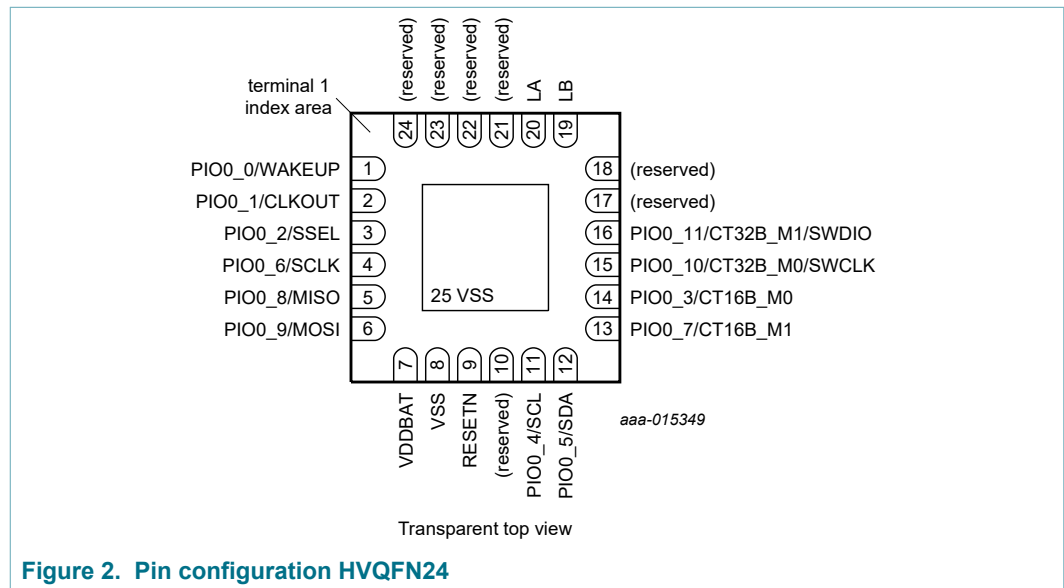 (reserved)
(reserved)
(reserved)
(reserved)
LA
LB
terminal 1
index area
24
23
22
21
20
19
PIO0_0/WAKEUP 1
18 (reserved)
PIO0_1/CLKOUT 2
17 (reserved)
PIO0_2/SSEL 3
16 PIO0_11/CT32B_M1/SWDIO
PIO0_6/SCLK 4
15 PIO0_10/CT32B_M0/SWCLK
PIO0_8/MISO 5
25 VSS
14 PIO0_3/CT16B_M0
PIO0_9/MOSI 6
13 PIO0_7/CT16B_M1
7
8
9
10
11
12
VDDBAT
VSS
RESETN
(reserved)
PIO0_4/SCL
PIO0_5/SDA
aaa-015349
Transparent top view
Figure 2. Pin configuration HVQFN24